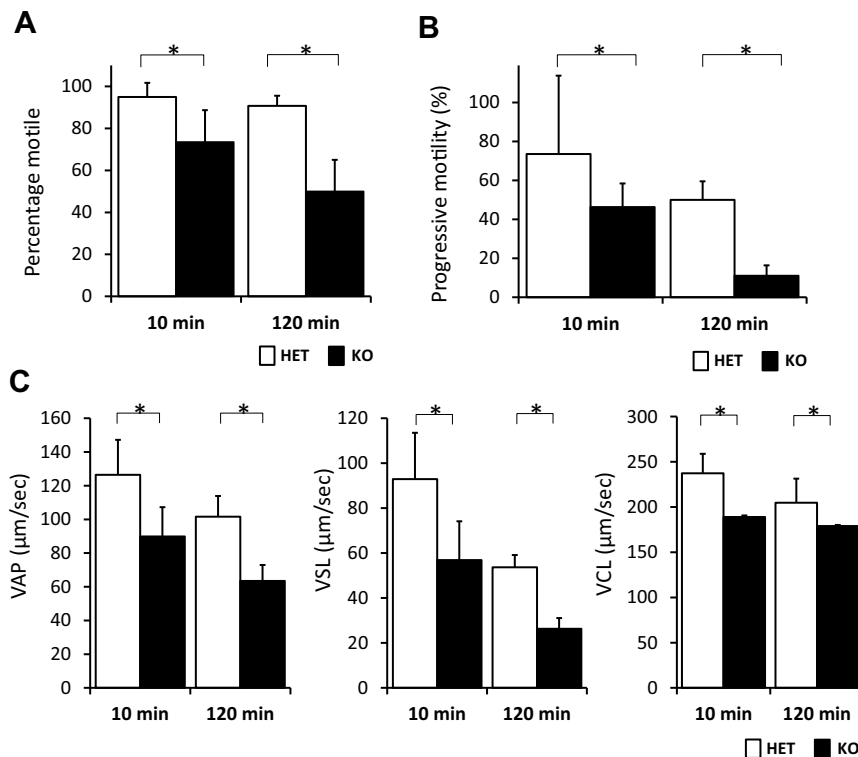 A
*
*
Percentage motile
100
80
60
40
20
0
10 min
120 min
HET
KO
B
*
*
Progressive motility (%)
100
80
60
40
20
0
10 min
120 min
HET
KO
C
*
*
VAP (µm/sec)
160
140
120
100
80
60
40
20
0
10 min
120 min
*
*
VSL (µm/sec)
120
100
80
60
40
20
0
10 min
120 min
*
*
VCL (µm/sec)
300
250
200
150
100
50
0
10 min
120 min
HET
KO